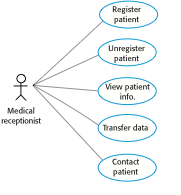 Register
patient
Unregister
patient
View patient
info.
Medical
receptionist
Transfer data
Contact
patient